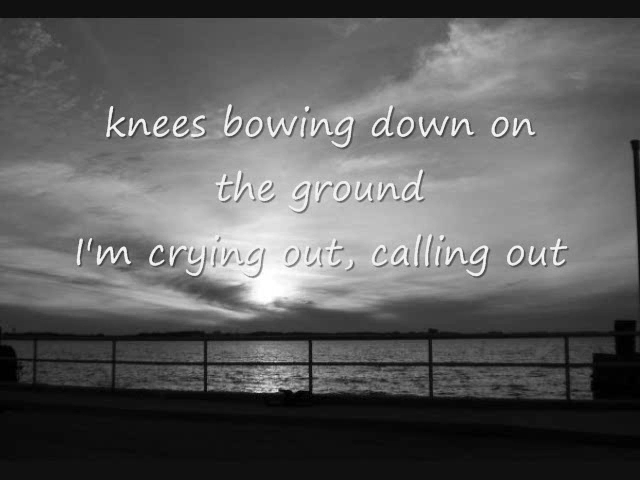 knees bowing down on
the ground
I'm crying out, calling out